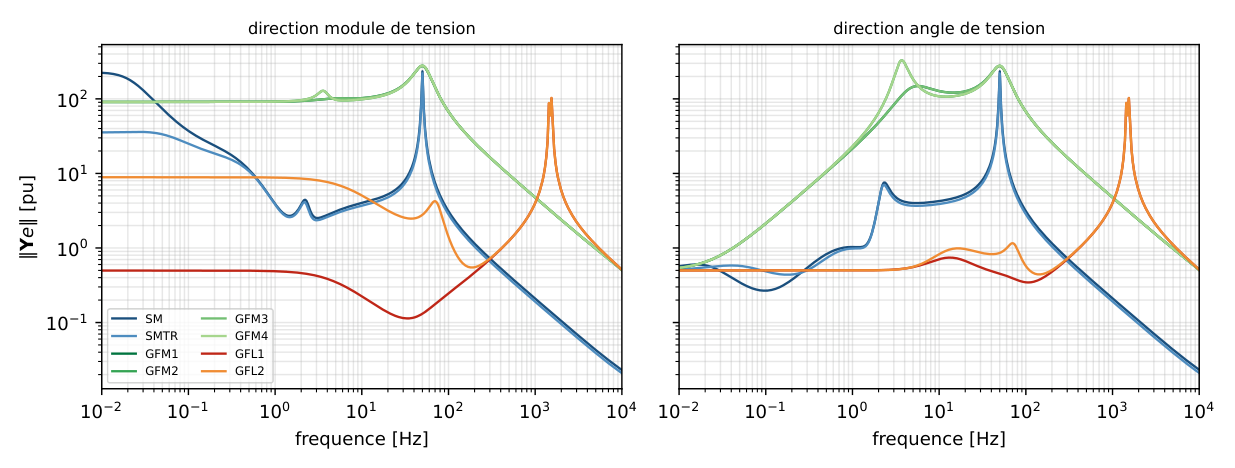 direction module de tension
direction angle de tension
‖Ye‖ [pu]
10² 
10¹
10⁰
10⁻¹
SM
SMTR
GFM1
GFM2
GFM3
GFM4
GFL1
GFL2
10⁻² 10⁻¹ 10⁰ 10¹ 10² 10³ 10⁴
10⁻² 10⁻¹ 10⁰ 10¹ 10² 10³ 10⁴
frequence [Hz]
frequence [Hz]